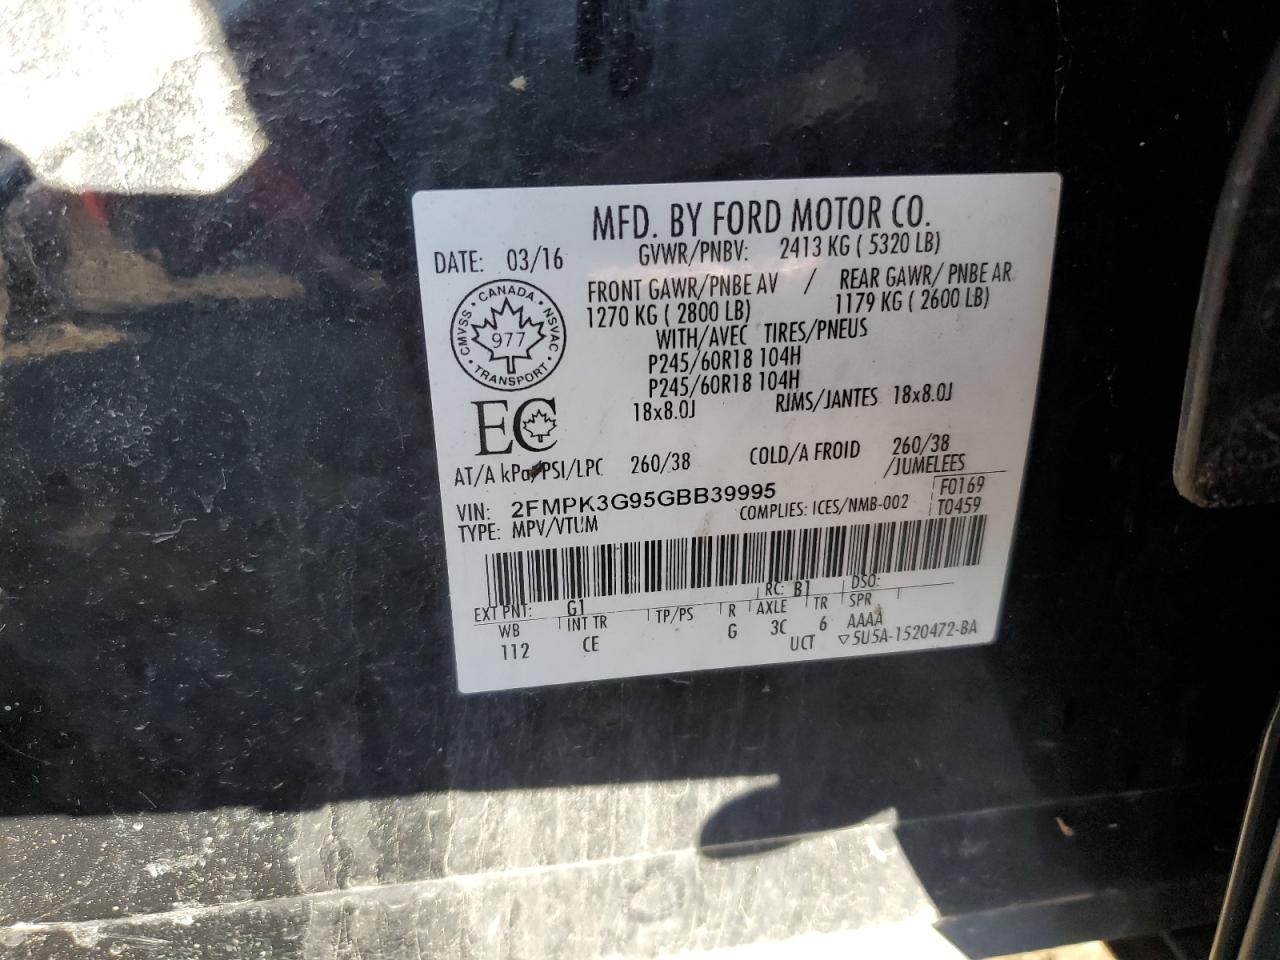 MFD. BY FORD MOTOR CO.
DATE: 03/16 GVWR/PNBV: 2413 KG ( 5320 LB)
FRONT GAWR/PNBE AV / REAR GAWR/ PNBE AR
1270 KG ( 2800 LB) 1179 KG ( 2600 LB)
WITH/AVEC TIRES/PNEUS
P245/60R18 104H
P245/60R18 104H
18x8.0J RIMS/JANTES 18x8.0J
CANADA
CMVSS 977 NSVAC
TRANSPORT
EC
AT/A kPa/PSI/LPC 260/38 COLD/A FROID 260/38
/JUMELEES
VIN: 2FMPK3G95GBB39995 F0169
TYPE: MPV/VTUM COMPLIES: ICES/NMB-002 T0459
EXT PNT: G1 RC: B1 DSO:
WB INT TR TP/PS R AXLE TR SPR
112 CE G 3C 6 AAAA
UCT ▽5U5A-1520472-BA